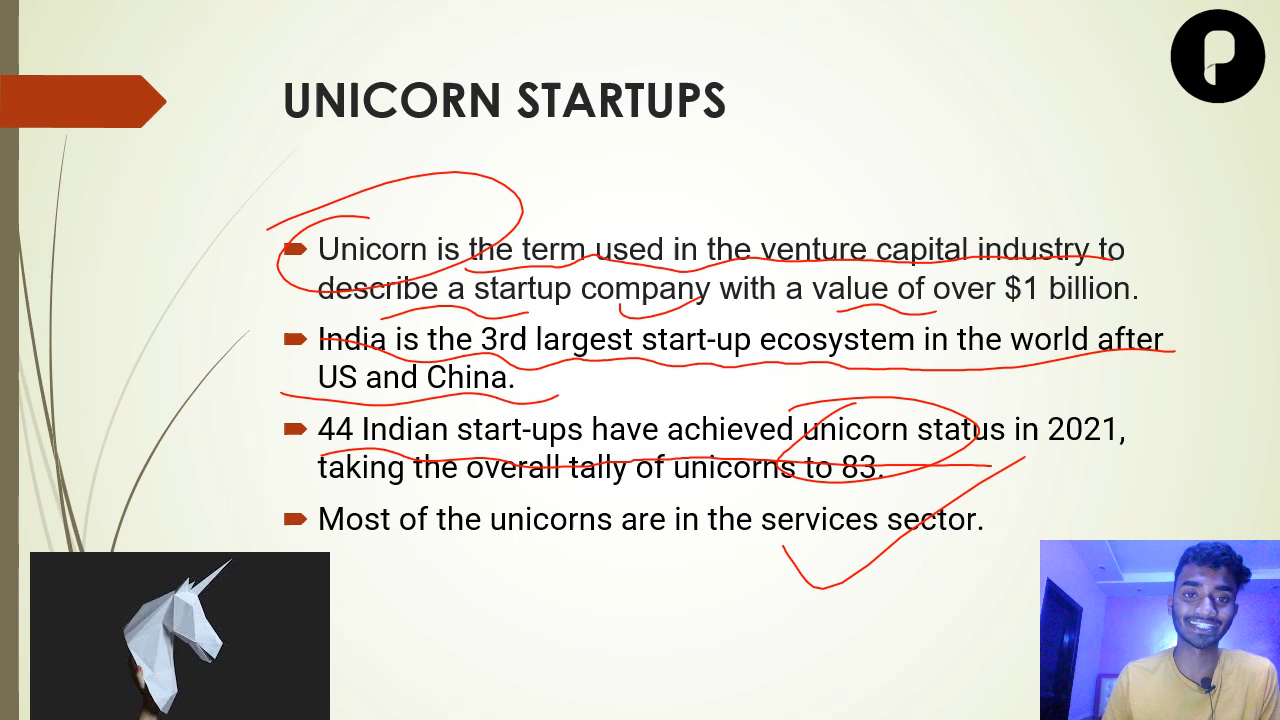 UNICORN STARTUPS
Unicorn is the term used in the venture capital industry to
describe a startup company with a value of over $1 billion.
India is the 3rd largest start-up ecosystem in the world after
US and China.
44 Indian start-ups have achieved unicorn status in 2021,
taking the overall tally of unicorns to 83.
Most of the unicorns are in the services sector.